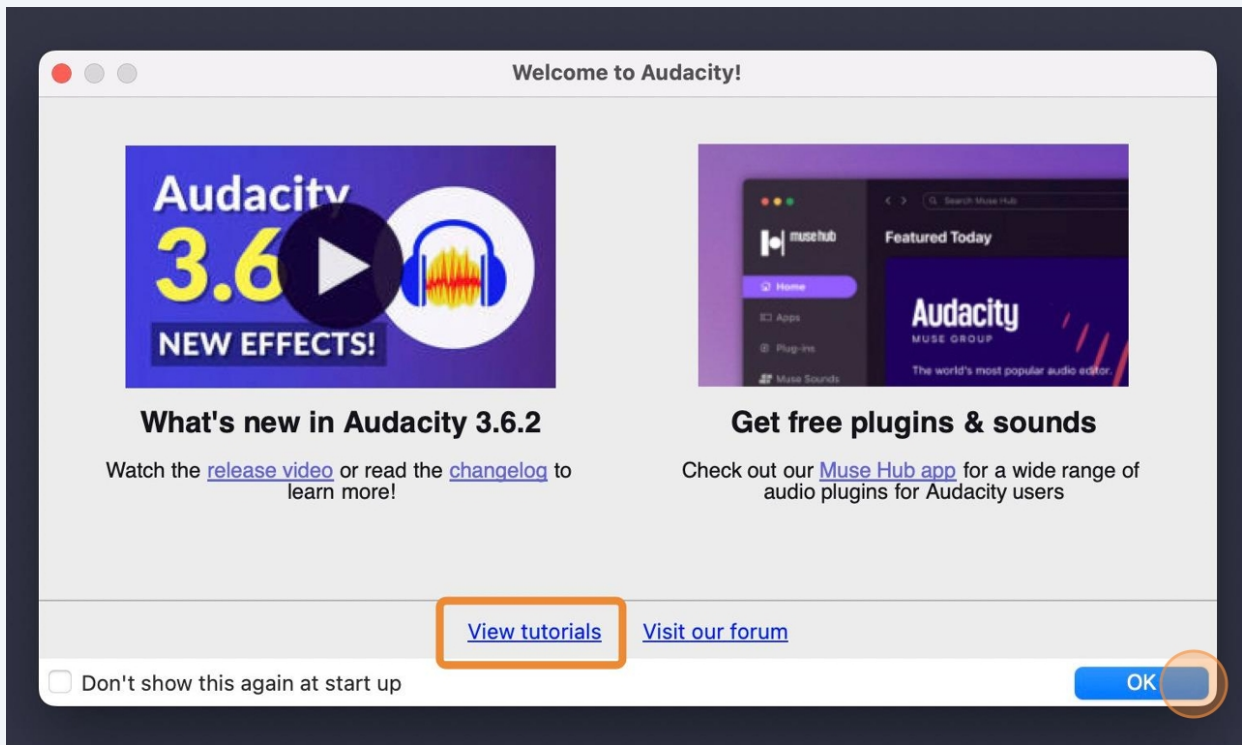 Welcome to Audacity!
Audacity
3.6
NEW EFFECTS!
musehub
Search Muse Hub
Featured Today
Home
Apps
Plug-ins
Muse Sounds
Audacity
MUSE GROUP
The world's most popular audio editor.
What's new in Audacity 3.6.2
Watch the release video or read the changelog to
learn more!
Get free plugins & sounds
Check out our Muse Hub app for a wide range of
audio plugins for Audacity users
View tutorials
Visit our forum
Don't show this again at start up
OK